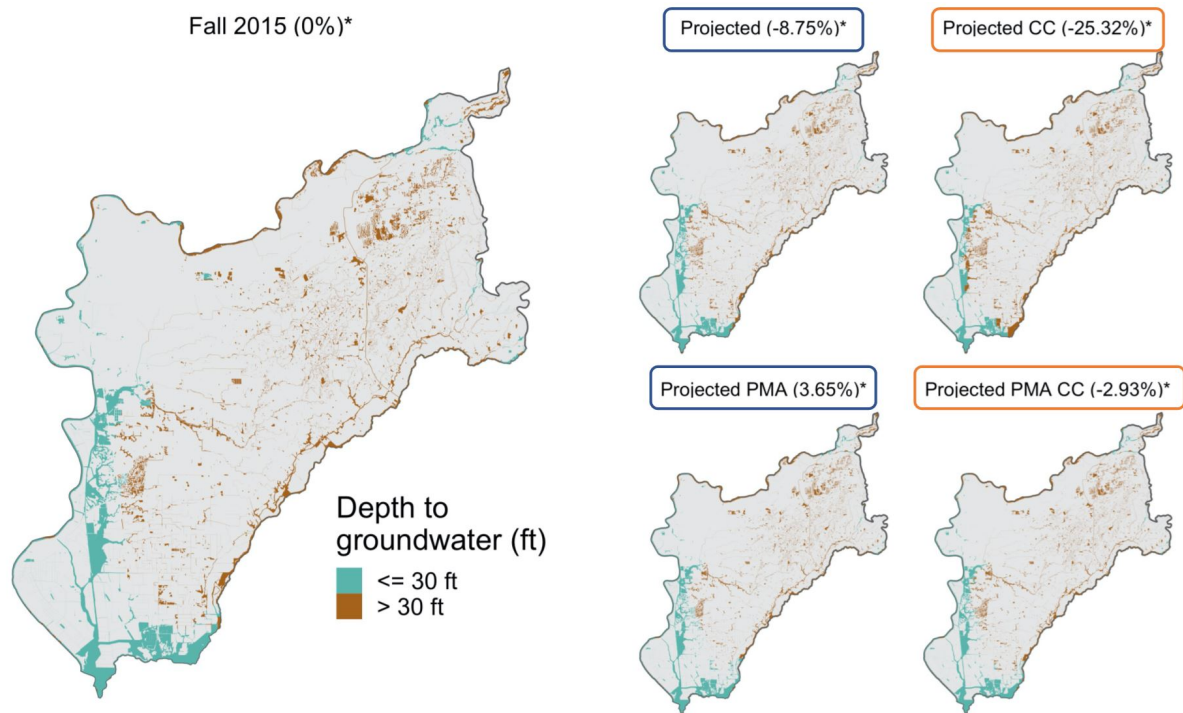 Fall 2015 (0%)*
Projected (-8.75%)*
Projected CC (-25.32%)*
Projected PMA (3.65%)*
Projected PMA CC (-2.93%)*
Depth to
groundwater (ft)
<= 30 ft
> 30 ft